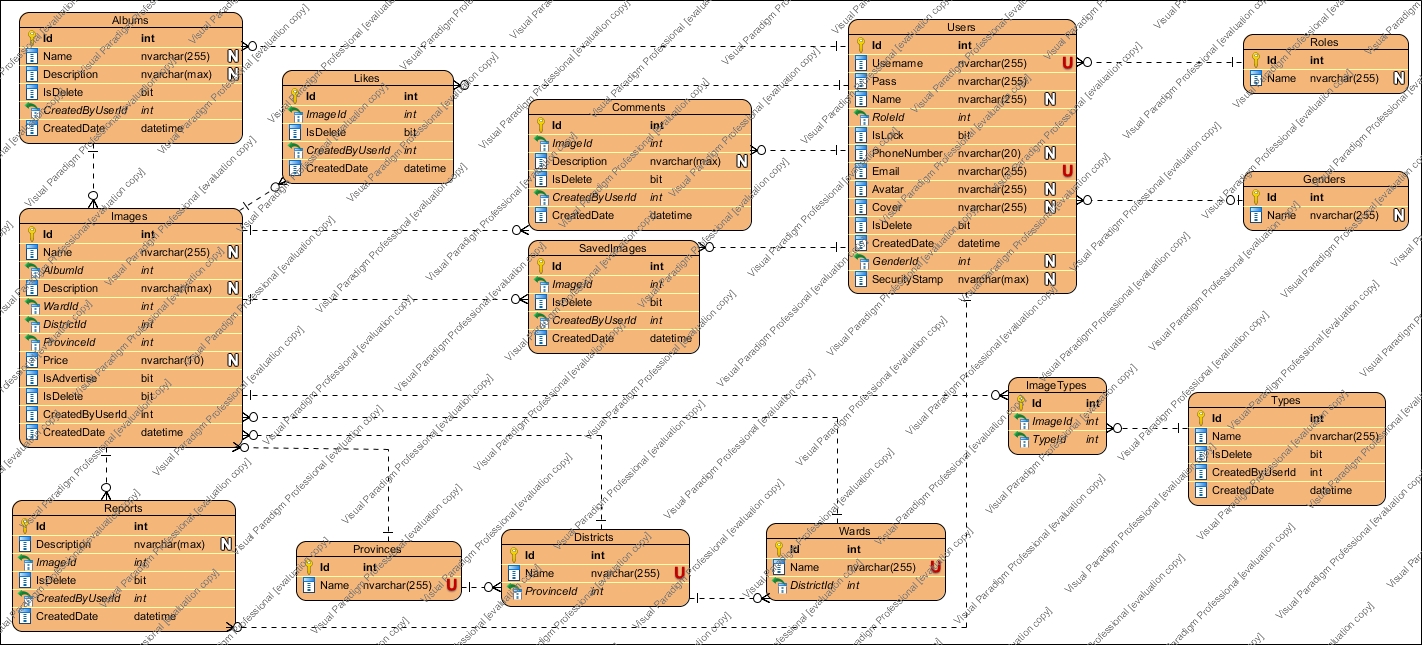 Albums
Id int
Name nvarchar(255) N
Description nvarchar(max) N
IsDelete bit
CreatedByUserId int
CreatedDate datetime
Likes
Id int
ImageId int
IsDelete bit
CreatedByUserId int
CreatedDate datetime
Comments
Id int
ImageId int
Description nvarchar(max) N
IsDelete bit
CreatedByUserId int
CreatedDate datetime
Users
Id int
Username nvarchar(255) U
Pass nvarchar(255)
Name nvarchar(255) N
RoleId int
IsLock bit
PhoneNumber nvarchar(20) N
Email nvarchar(255) U
Avatar nvarchar(255) N
Cover nvarchar(255) N
IsDelete bit
CreatedDate datetime
GenderId int N
SecurityStamp nvarchar(max) N
Roles
Id int
Name nvarchar(255) N
Genders
Id int
Name nvarchar(255) N
Images
Id int
Name nvarchar(255) N
AlbumId int
Description nvarchar(max) N
WardId int
DistrictId int
ProvinceId int
Price nvarchar(10) N
IsAdvertise bit
IsDelete bit
CreatedByUserId int
CreatedDate datetime
SavedImages
Id int
ImageId int
IsDelete bit
CreatedByUserId int
CreatedDate datetime
ImageTypes
Id int
ImageId int
TypeId int
Types
Id int
Name nvarchar(255)
IsDelete bit
CreatedByUserId int
CreatedDate datetime
Reports
Id int
Description nvarchar(max) N
ImageId int
IsDelete bit
CreatedByUserId int
CreatedDate datetime
Provinces
Id int
Name nvarchar(255) U
Districts
Id int
Name nvarchar(255) U
ProvinceId int
Wards
Id int
Name nvarchar(255) U
DistrictId int
Visual Paradigm Professional [evaluation copy]